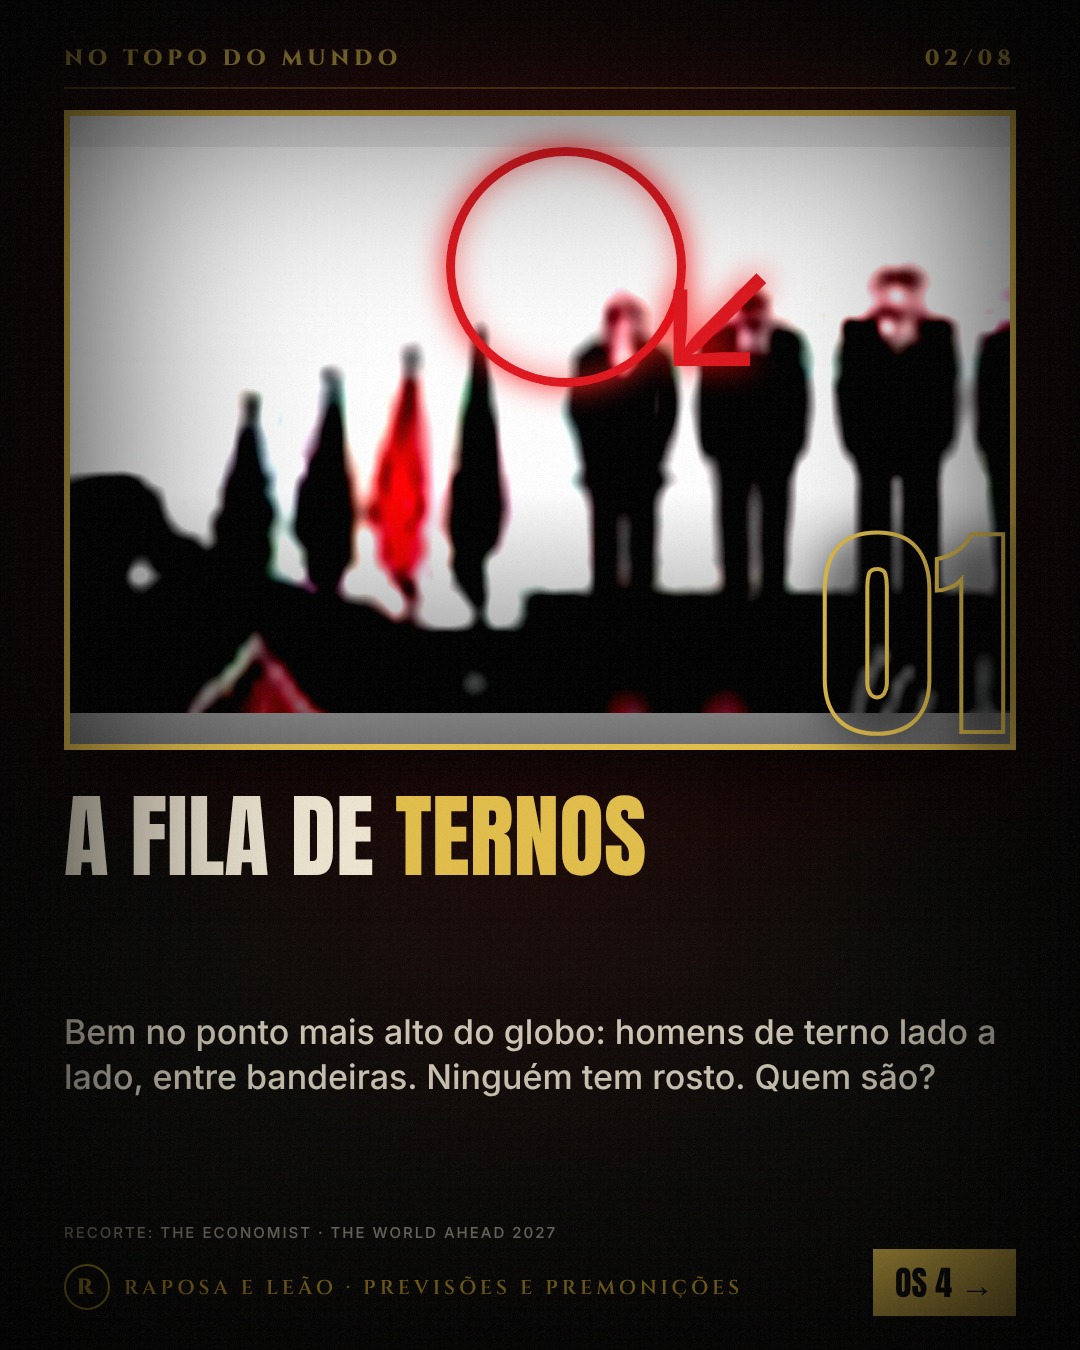 NO TOPO DO MUNDO
02/08
01
A FILA DE TERNOS
Bem no ponto mais alto do globo: homens de terno lado a
lado, entre bandeiras. Ninguém tem rosto. Quem são?
RECORTE: THE ECONOMIST · THE WORLD AHEAD 2027
R RAPOSA E LEÃO · PREVISÕES E PREMONIÇÕES
OS 4 →